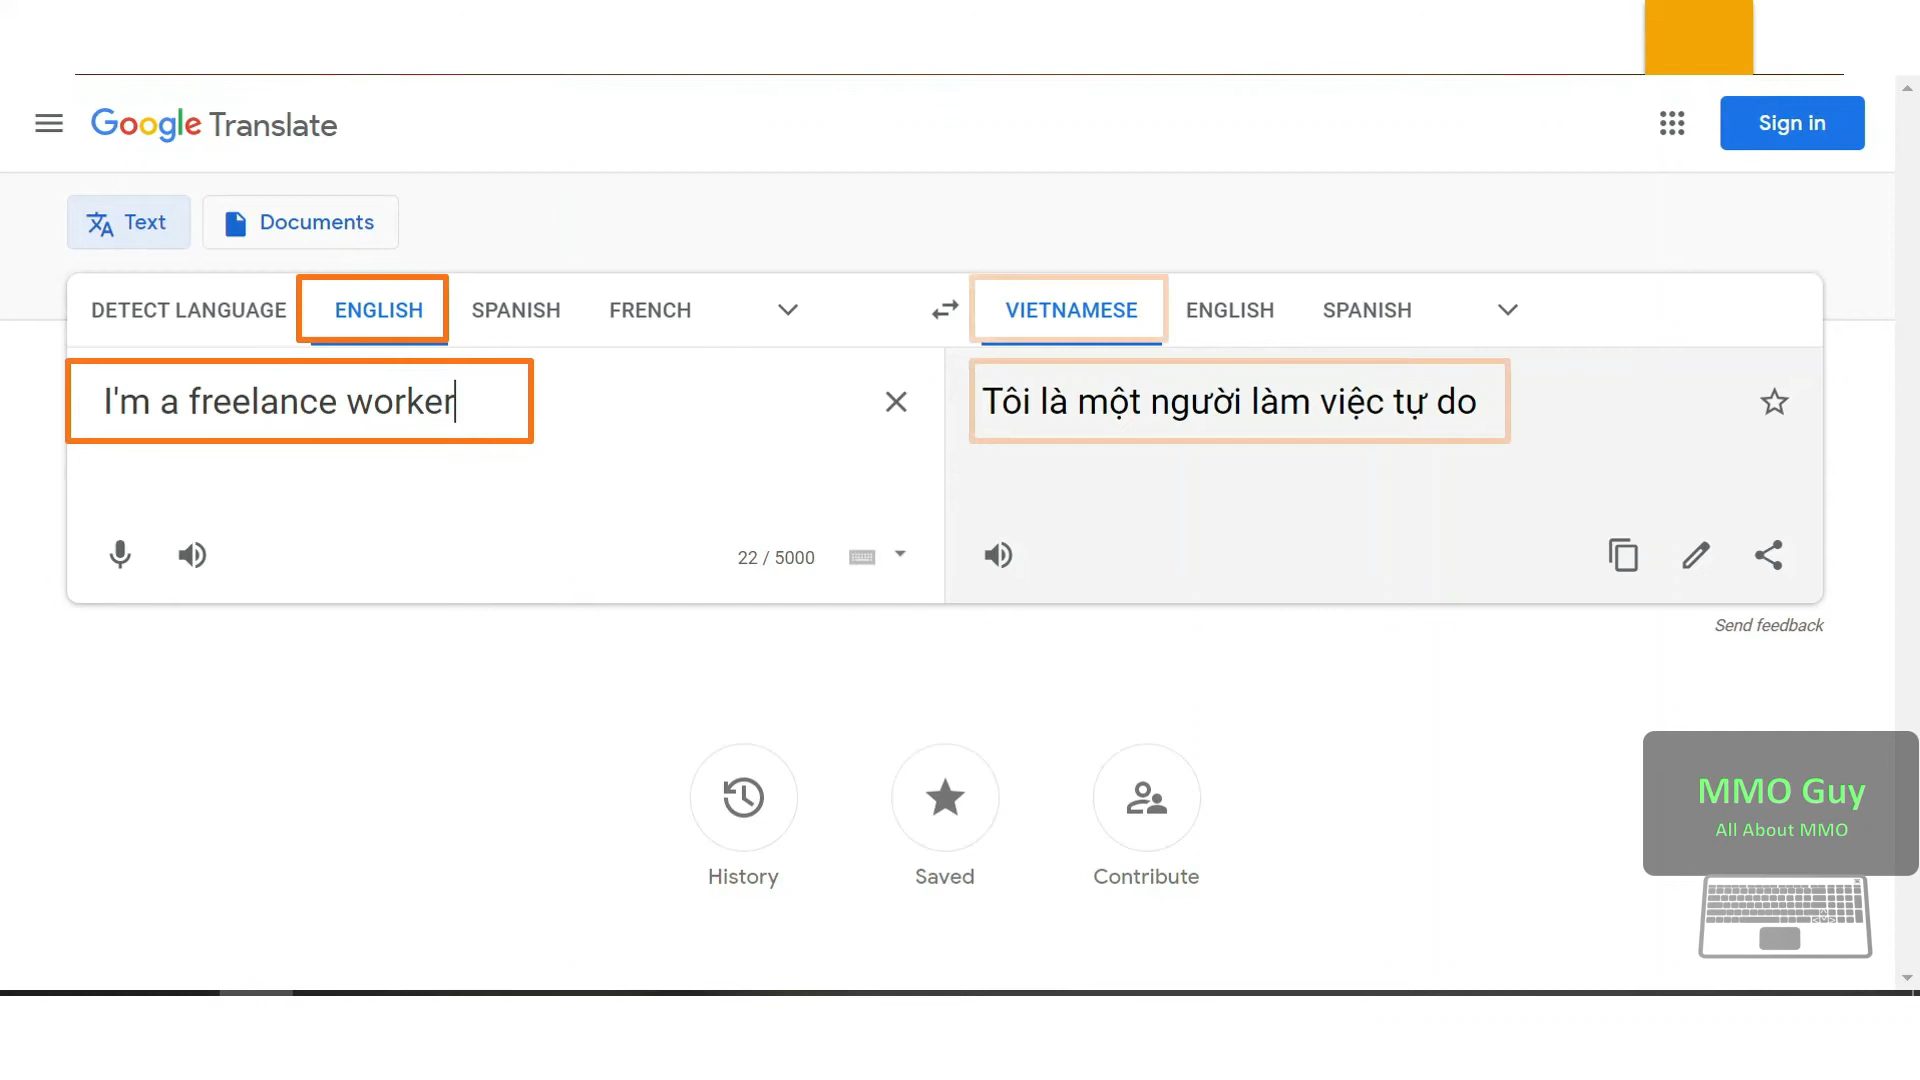 Google Translate
Sign in
Text
Documents
DETECT LANGUAGE ENGLISH SPANISH FRENCH
VIETNAMESE ENGLISH SPANISH
I'm a freelance worker
Tôi là một người làm việc tự do
22 / 5000
Send feedback
History
Saved
Contribute
MMO Guy
All About MMO